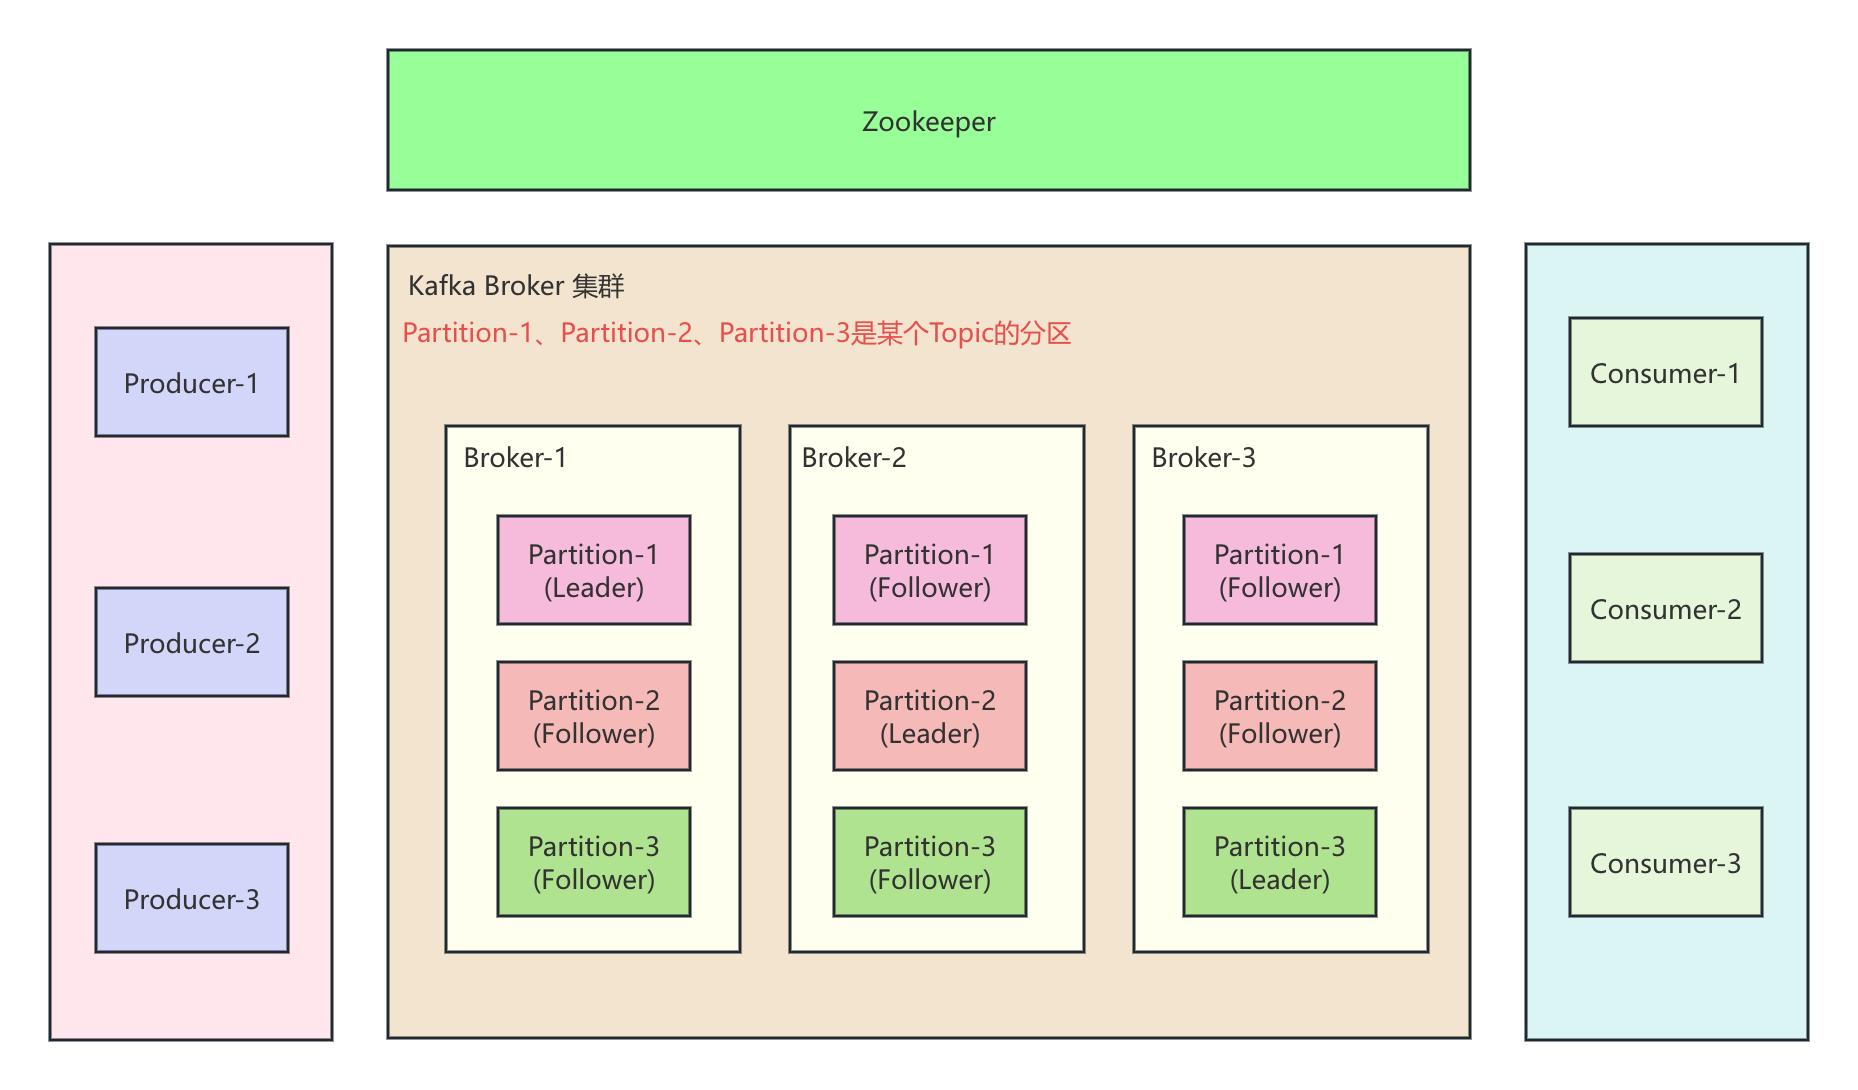 Zookeeper
Producer-1
Producer-2
Producer-3
Kafka Broker 集群
Partition-1、Partition-2、Partition-3是某个Topic的分区
Broker-1
Partition-1
(Leader)
Partition-2
(Follower)
Partition-3
(Follower)
Broker-2
Partition-1
(Follower)
Partition-2
(Leader)
Partition-3
(Follower)
Broker-3
Partition-1
(Follower)
Partition-2
(Follower)
Partition-3
(Leader)
Consumer-1
Consumer-2
Consumer-3